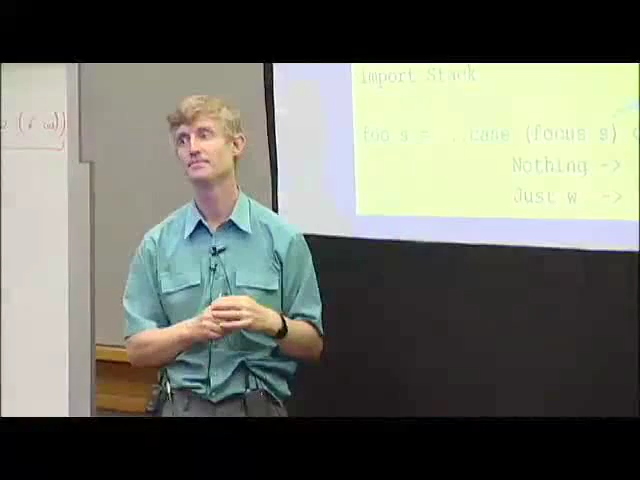 import Stack
foo s = ...case (focus s)
Nothing ->
Just w ->